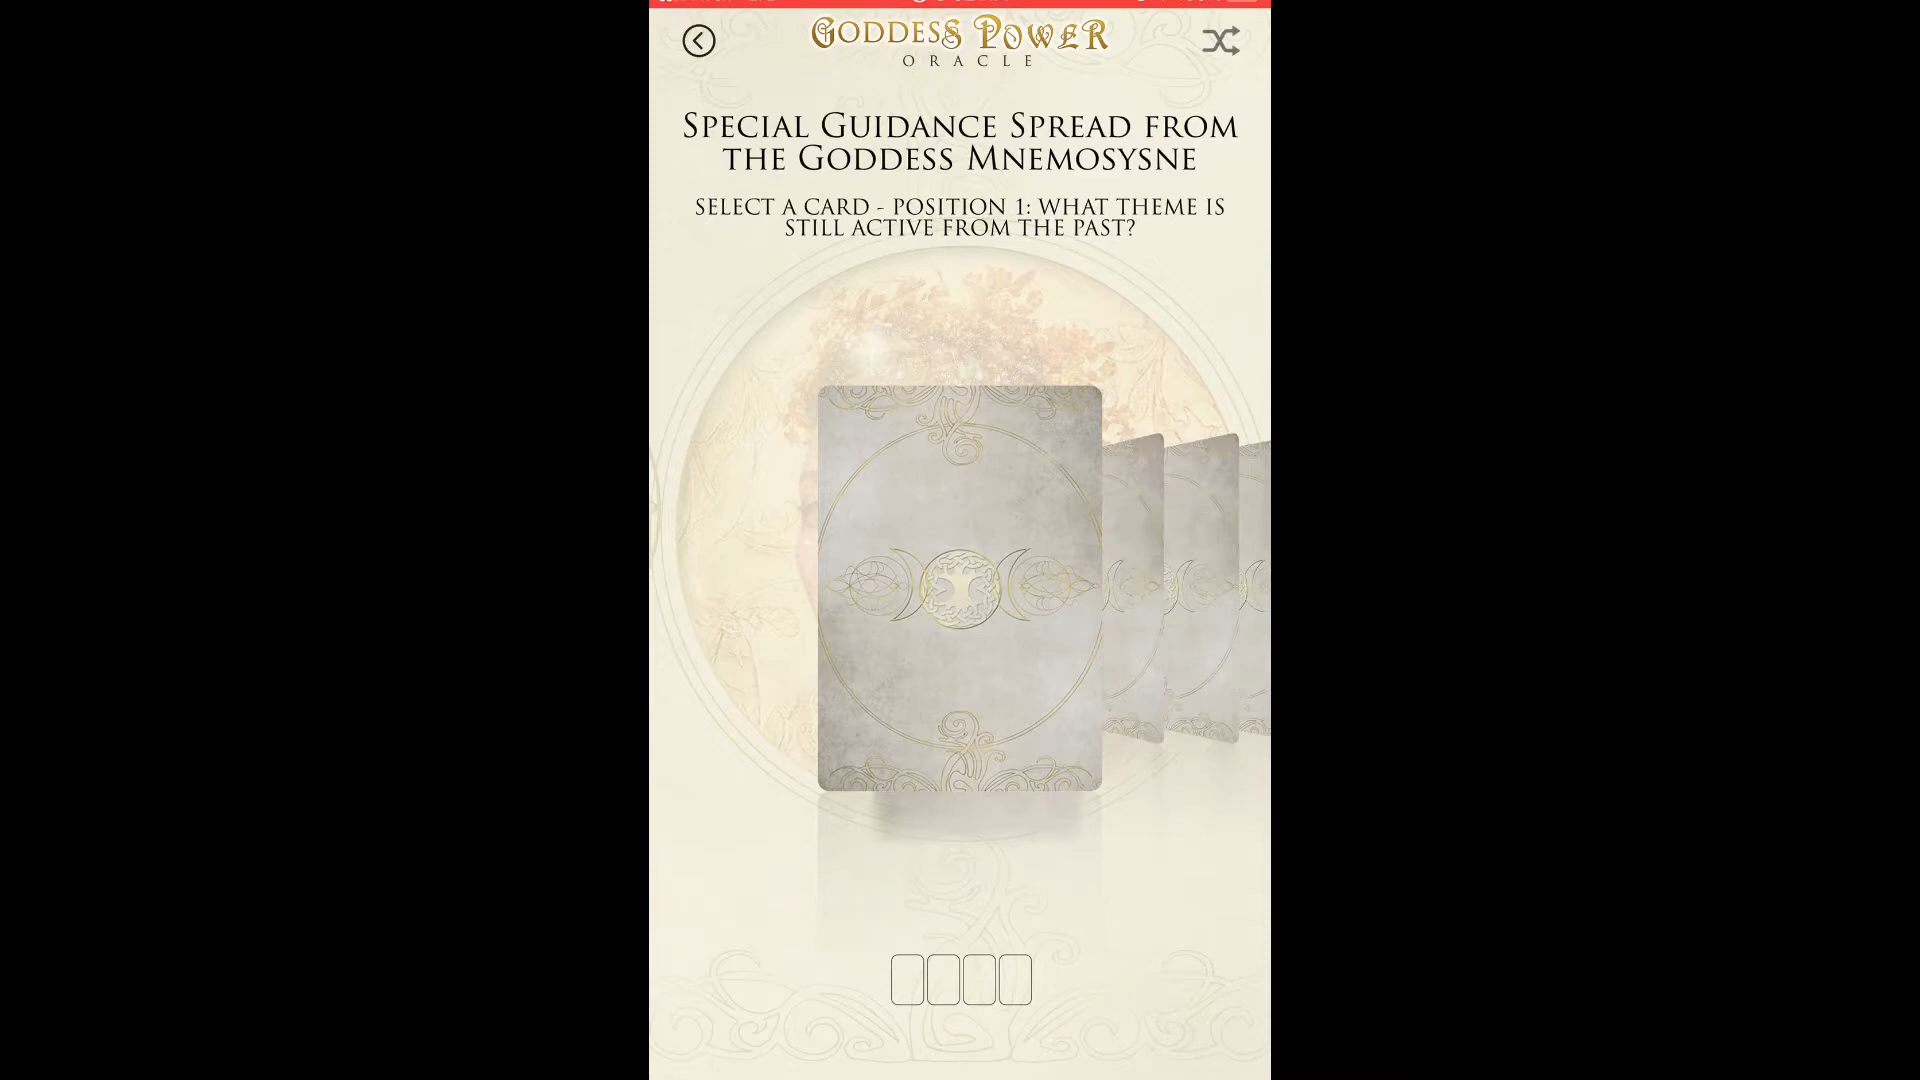 GODDESS POWER
ORACLE
SPECIAL GUIDANCE SPREAD FROM
THE GODDESS MNEMOSYSNE
SELECT A CARD - POSITION 1: WHAT THEME IS
STILL ACTIVE FROM THE PAST?